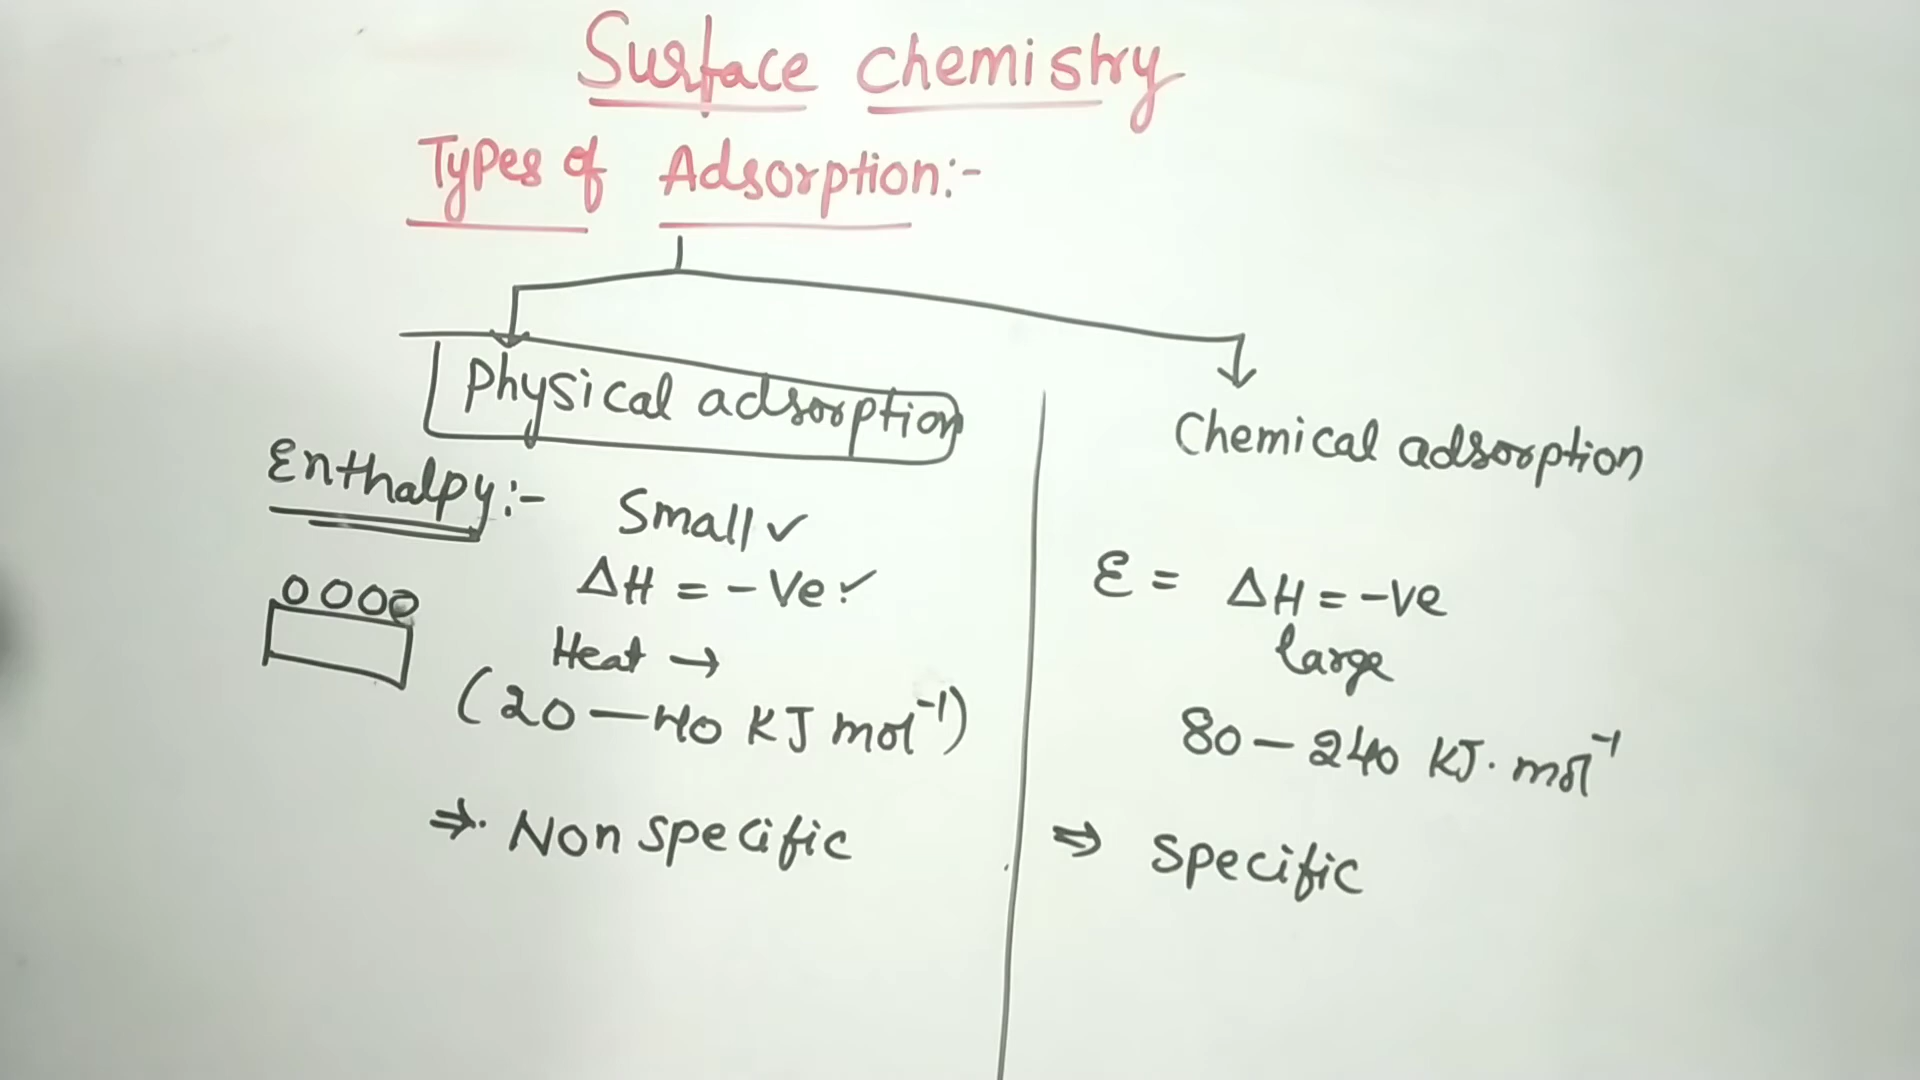 Surface chemistry
Types of Adsorption:-
Physical adsorption
Enthalpy:-
Small ✓
ΔH = -Ve ✓
Heat →
(20 – 40 KJ mol⁻¹)
⇒. Non specific
Chemical adsorption
E = ΔH = -ve
large
80 – 240 KJ. mol⁻¹
⇒ specific